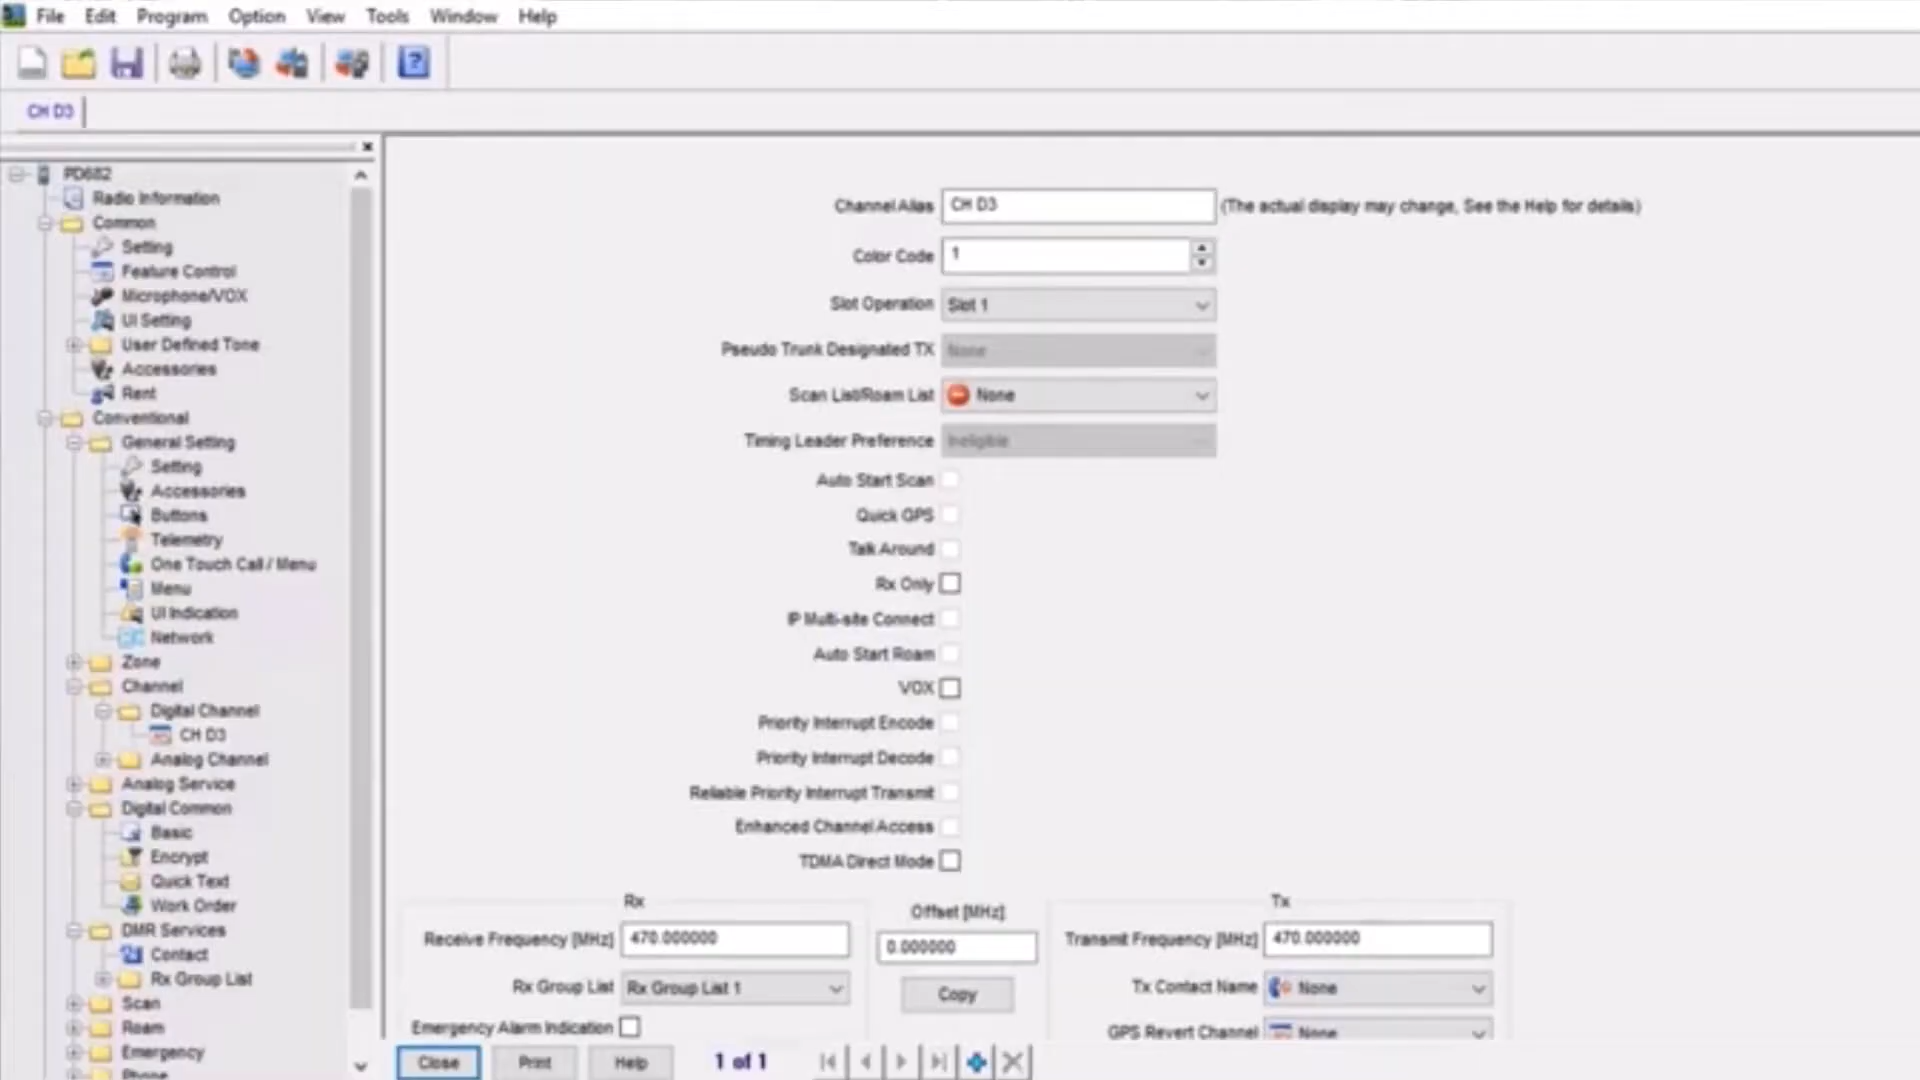 File Edit Program Option View Tools Window Help
CH D3
PD682
Radio Information
Common
Setting
Feature Control
Microphone/VOX
UI Setting
User Defined Tone
Accessories
Rent
Conventional
General Setting
Setting
Accessories
Buttons
Telemetry
One Touch Call / Menu
Menu
UI Indication
Network
Zone
Channel
Digital Channel
CH D3
Analog Channel
Analog Service
Digital Common
Basic
Encrypt
Quick Text
Work Order
DMR Services
Contact
Rx Group List
Scan
Roam
Emergency
Phone
Channel Alias CH D3 (The actual display may change, See the Help for details)
Color Code 1
Slot Operation Slot 1
Pseudo Trunk Designated TX None
Scan List/Roam List None
Timing Leader Preference Ineligible
Auto Start Scan
Quick GPS
Talk Around
Rx Only
IP Multi-site Connect
Auto Start Roam
VOX
Priority Interrupt Encode
Priority Interrupt Decode
Reliable Priority Interrupt Transmit
Enhanced Channel Access
TDMA Direct Mode
Rx
Receive Frequency [MHz] 470.000000
Rx Group List Rx Group List 1
Emergency Alarm Indication
Offset [MHz]
0.000000
Copy
Tx
Transmit Frequency [MHz] 470.000000
Tx Contact Name None
GPS Revert Channel None
Close Print Help 1 of 1